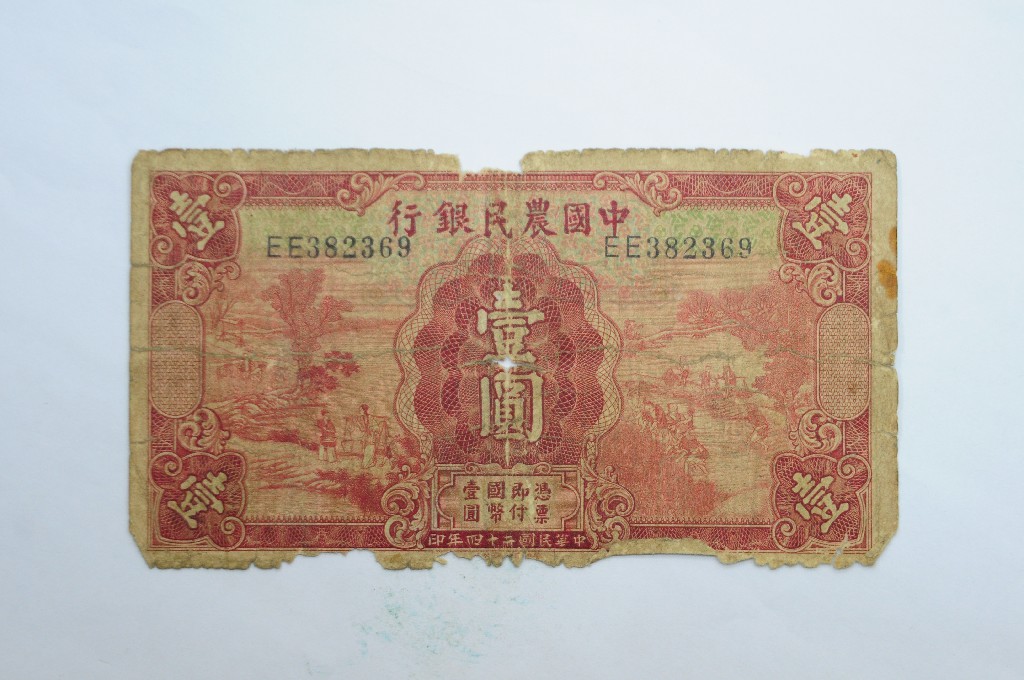 壹 壹
中國農民銀行
EE382369 EE382369
壹圓
憑票即付國幣壹圓
壹 壹
中華民國二十四年印